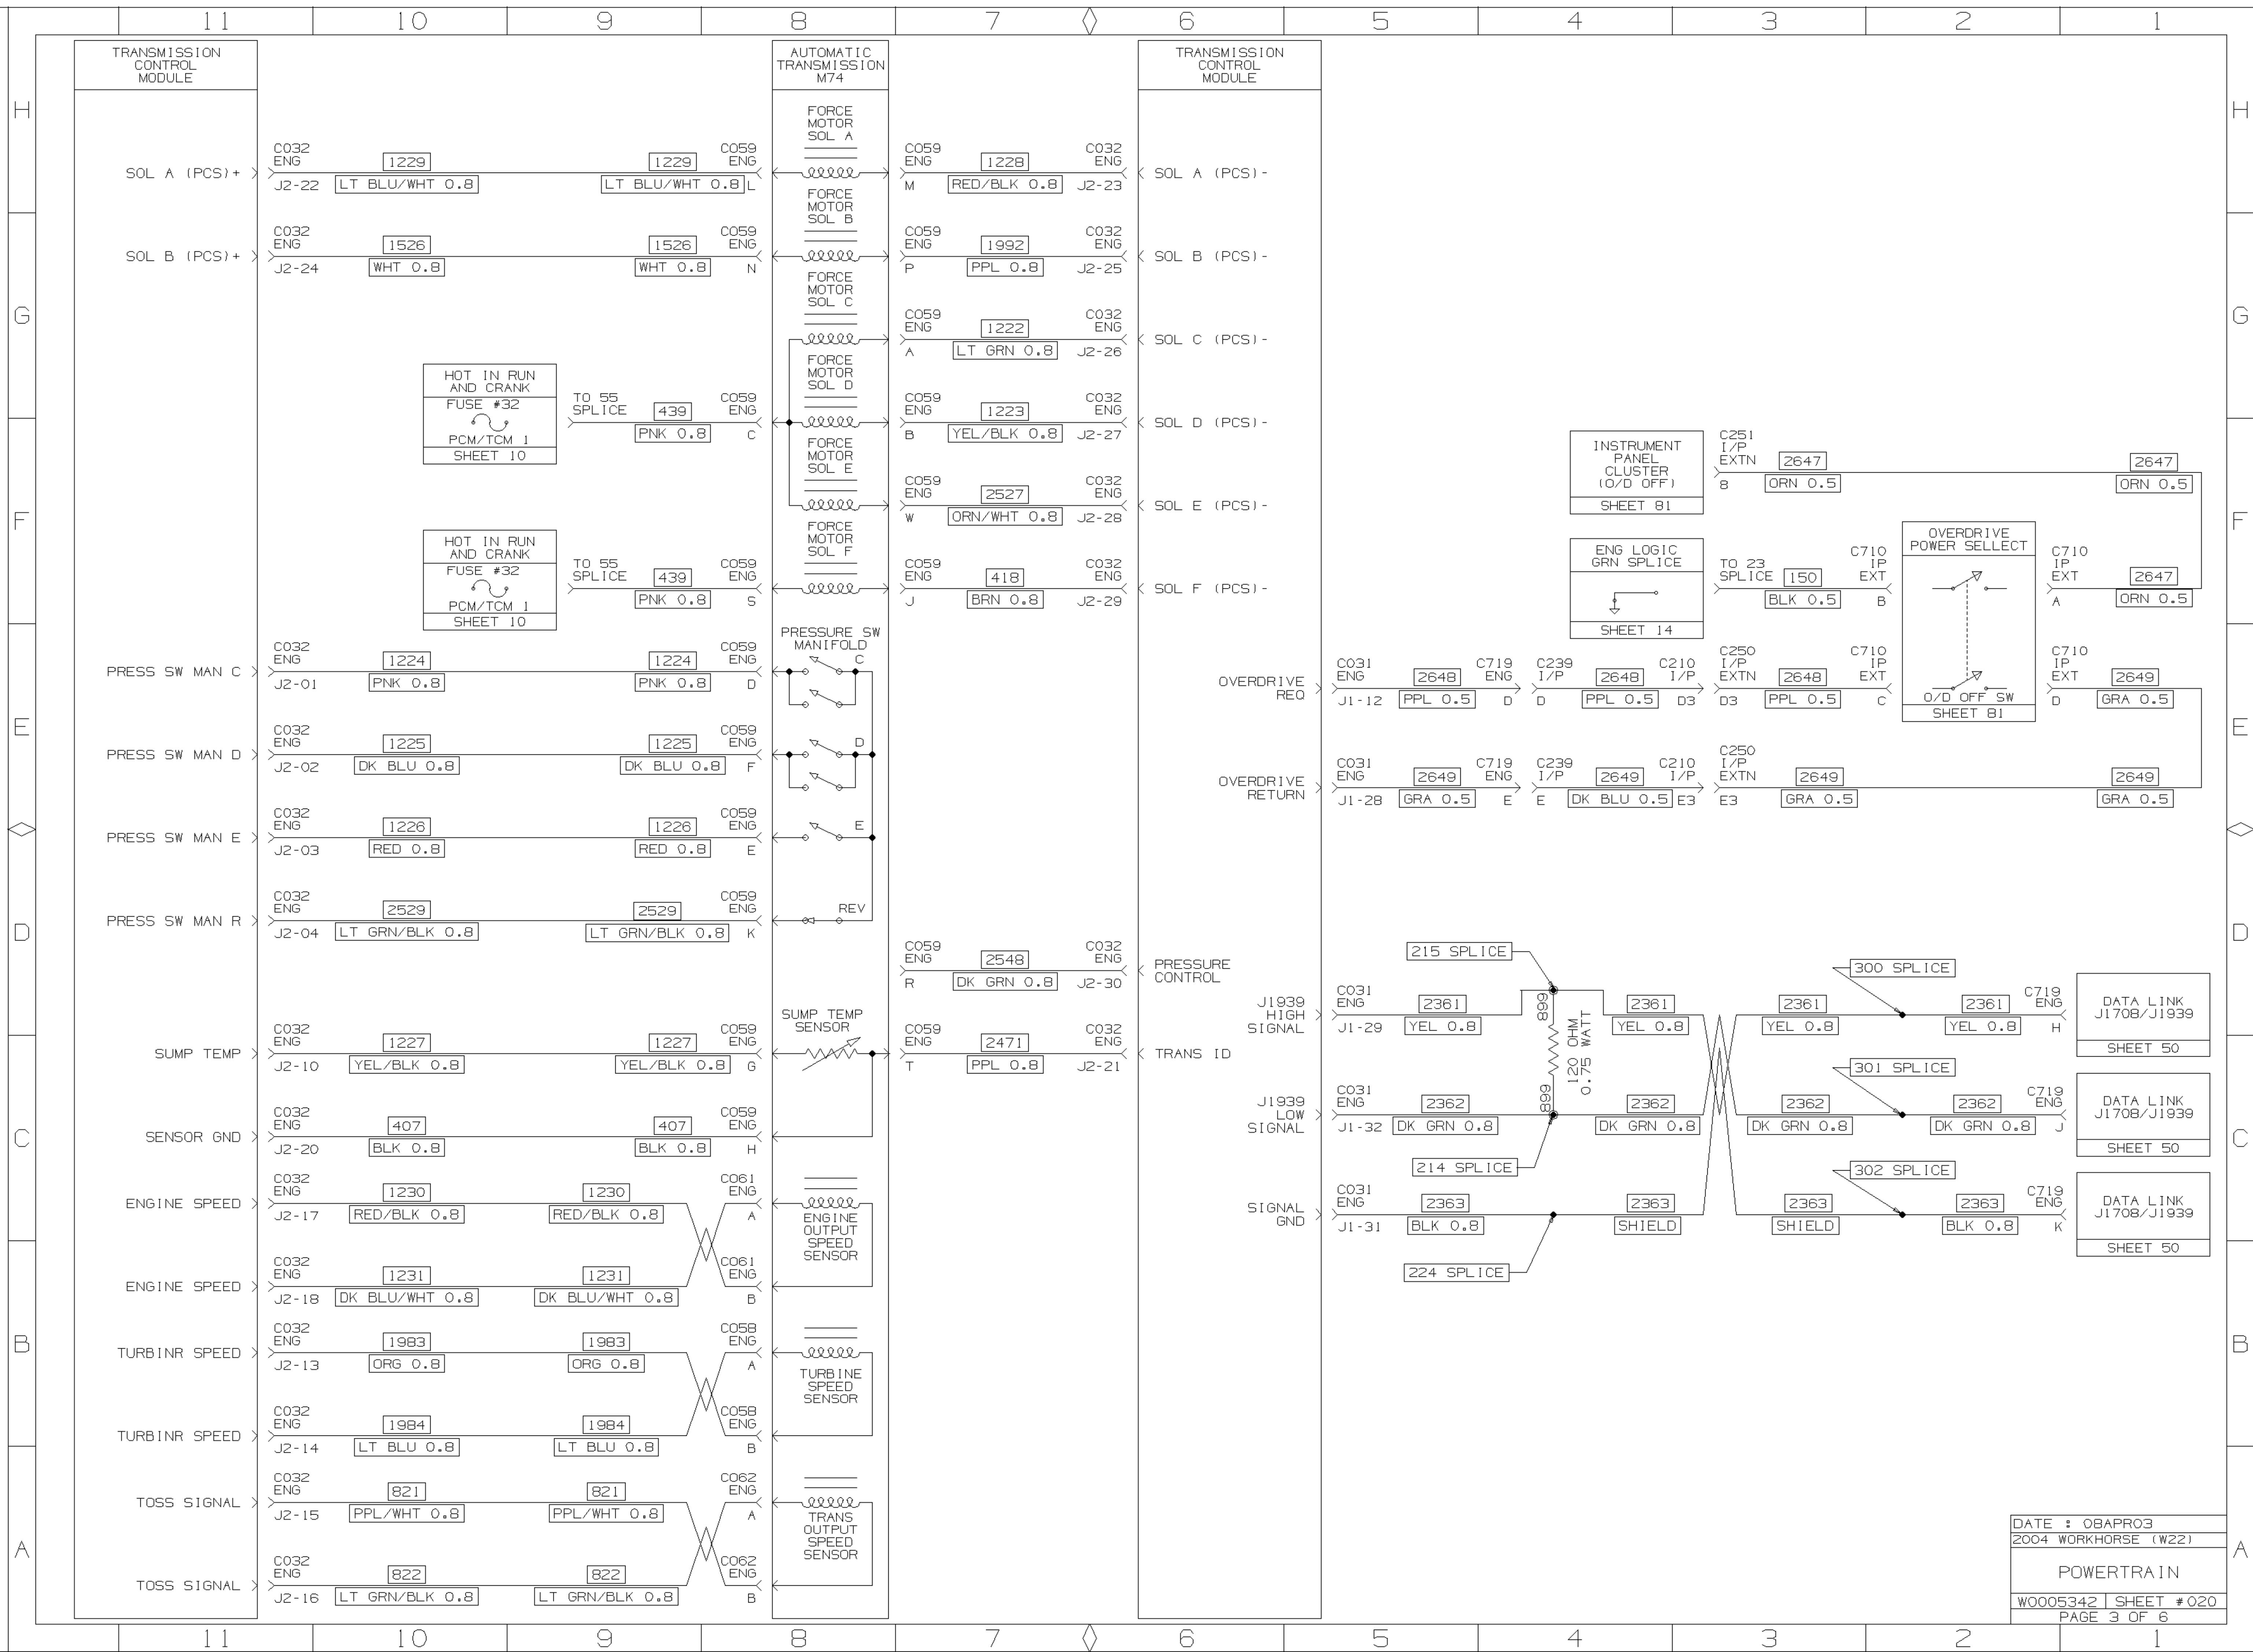 11 10 9 8 7 6 5 4 3 2 1
H
G
F
E
D
C
B
A
TRANSMISSION
CONTROL
MODULE
SOL A (PCS)+
C032
ENG
J2-22
1229
LT BLU/WHT 0.8
1229
LT BLU/WHT 0.8
C059
ENG
L
SOL B (PCS)+
C032
ENG
J2-24
1526
WHT 0.8
1526
WHT 0.8
C059
ENG
N
HOT IN RUN
AND CRANK
FUSE #32
PCM/TCM 1
SHEET 10
TO 55
SPLICE
439
PNK 0.8
C059
ENG
C
HOT IN RUN
AND CRANK
FUSE #32
PCM/TCM 1
SHEET 10
TO 55
SPLICE
439
PNK 0.8
C059
ENG
S
PRESS SW MAN C
C032
ENG
J2-01
1224
PNK 0.8
1224
PNK 0.8
C059
ENG
D
PRESS SW MAN D
C032
ENG
J2-02
1225
DK BLU 0.8
1225
DK BLU 0.8
C059
ENG
F
PRESS SW MAN E
C032
ENG
J2-03
1226
RED 0.8
1226
RED 0.8
C059
ENG
E
PRESS SW MAN R
C032
ENG
J2-04
2529
LT GRN/BLK 0.8
2529
LT GRN/BLK 0.8
C059
ENG
K
SUMP TEMP
C032
ENG
J2-10
1227
YEL/BLK 0.8
1227
YEL/BLK 0.8
C059
ENG
G
SENSOR GND
C032
ENG
J2-20
407
BLK 0.8
407
BLK 0.8
C059
ENG
H
ENGINE SPEED
C032
ENG
J2-17
1230
RED/BLK 0.8
1230
RED/BLK 0.8
C061
ENG
A
ENGINE SPEED
C032
ENG
J2-18
1231
DK BLU/WHT 0.8
1231
DK BLU/WHT 0.8
C061
ENG
B
TURBINR SPEED
C032
ENG
J2-13
1983
ORG 0.8
1983
ORG 0.8
C058
ENG
A
TURBINR SPEED
C032
ENG
J2-14
1984
LT BLU 0.8
1984
LT BLU 0.8
C058
ENG
B
TOSS SIGNAL
C032
ENG
J2-15
821
PPL/WHT 0.8
821
PPL/WHT 0.8
C062
ENG
A
TOSS SIGNAL
C032
ENG
J2-16
822
LT GRN/BLK 0.8
822
LT GRN/BLK 0.8
C062
ENG
B
AUTOMATIC
TRANSMISSION
M74
FORCE
MOTOR
SOL A
FORCE
MOTOR
SOL B
FORCE
MOTOR
SOL C
FORCE
MOTOR
SOL D
FORCE
MOTOR
SOL E
FORCE
MOTOR
SOL F
PRESSURE SW
MANIFOLD
C
D
E
REV
SUMP TEMP
SENSOR
ENGINE
OUTPUT
SPEED
SENSOR
TURBINE
SPEED
SENSOR
TRANS
OUTPUT
SPEED
SENSOR
C059
ENG
M
1228
RED/BLK 0.8
C032
ENG
J2-23
C059
ENG
P
1992
PPL 0.8
C032
ENG
J2-25
C059
ENG
A
1222
LT GRN 0.8
C032
ENG
J2-26
C059
ENG
B
1223
YEL/BLK 0.8
C032
ENG
J2-27
C059
ENG
W
2527
ORN/WHT 0.8
C032
ENG
J2-28
C059
ENG
J
418
BRN 0.8
C032
ENG
J2-29
C059
ENG
R
2548
DK GRN 0.8
C032
ENG
J2-30
C059
ENG
T
2471
PPL 0.8
C032
ENG
J2-21
TRANSMISSION
CONTROL
MODULE
SOL A (PCS)-
SOL B (PCS)-
SOL C (PCS)-
SOL D (PCS)-
SOL E (PCS)-
SOL F (PCS)-
OVERDRIVE
REQ
OVERDRIVE
RETURN
PRESSURE
CONTROL
J1939
HIGH
SIGNAL
TRANS ID
J1939
LOW
SIGNAL
SIGNAL
GND
INSTRUMENT
PANEL
CLUSTER
(O/D OFF)
SHEET 81
C251
I/P
EXTN
8
2647
ORN 0.5
2647
ORN 0.5
ENG LOGIC
GRN SPLICE
SHEET 14
TO 23
SPLICE
150
BLK 0.5
C710
IP
EXT
B
OVERDRIVE
POWER SELLECT
O/D OFF SW
SHEET 81
C710
IP
EXT
A
2647
ORN 0.5
C031
ENG
J1-12
2648
PPL 0.5
C719
ENG
D
C239
I/P
D
2648
PPL 0.5
C210
I/P
D3
C250
I/P
EXTN
D3
2648
PPL 0.5
C710
IP
EXT
C
C710
IP
EXT
D
2649
GRA 0.5
C031
ENG
J1-28
2649
GRA 0.5
C719
ENG
E
C239
I/P
E
2649
DK BLU 0.5
C210
I/P
E3
C250
I/P
EXTN
E3
2649
GRA 0.5
2649
GRA 0.5
215 SPLICE
300 SPLICE
C031
ENG
J1-29
2361
YEL 0.8
899
120 OHM
0.75 WATT
899
2361
YEL 0.8
2361
YEL 0.8
2361
YEL 0.8
C719
ENG
H
DATA LINK
J1708/J1939
SHEET 50
301 SPLICE
C031
ENG
J1-32
2362
DK GRN 0.8
2362
DK GRN 0.8
2362
DK GRN 0.8
2362
DK GRN 0.8
C719
ENG
J
DATA LINK
J1708/J1939
SHEET 50
214 SPLICE
302 SPLICE
C031
ENG
J1-31
2363
BLK 0.8
2363
SHIELD
2363
SHIELD
2363
BLK 0.8
C719
ENG
K
DATA LINK
J1708/J1939
SHEET 50
224 SPLICE
DATE : 08APR03
2004 WORKHORSE (W22)
POWERTRAIN
W0005342 SHEET #020
PAGE 3 OF 6
H
G
F
E
D
C
B
A
11 10 9 8 7 6 5 4 3 2 1